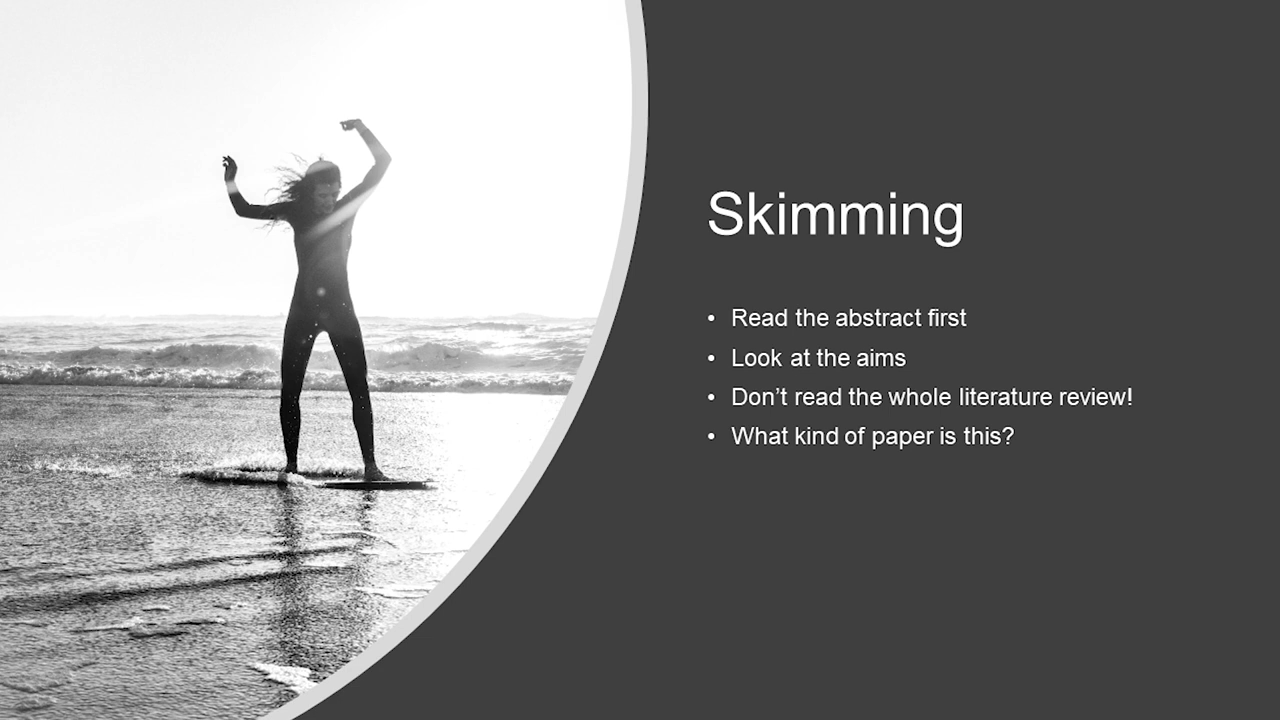 Skimming
• Read the abstract first
• Look at the aims
• Don’t read the whole literature review!
• What kind of paper is this?